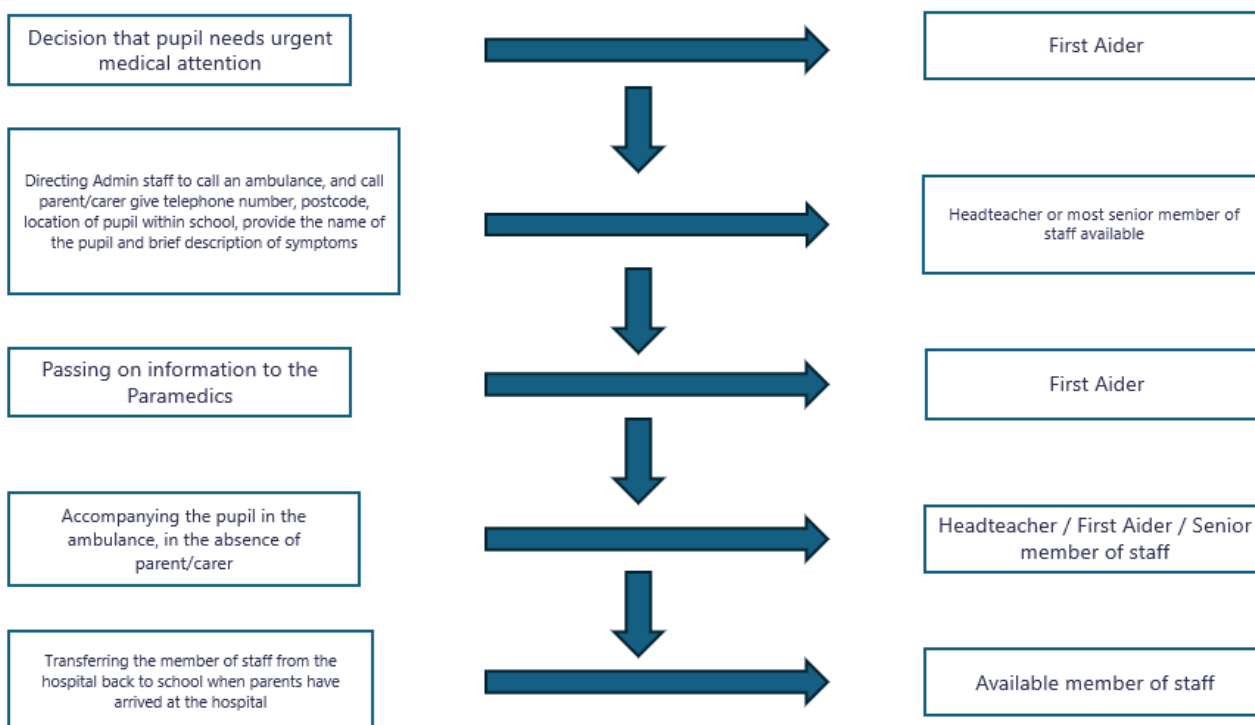 Decision that pupil needs urgent
medical attention
First Aider
Directing Admin staff to call an ambulance, and call
parent/carer give telephone number, postcode,
location of pupil within school, provide the name of
the pupil and brief description of symptoms
Headteacher or most senior member of
staff available
Passing on information to the
Paramedics
First Aider
Accompanying the pupil in the
ambulance, in the absence of
parent/carer
Headteacher / First Aider / Senior
member of staff
Transferring the member of staff from the
hospital back to school when parents have
arrived at the hospital
Available member of staff